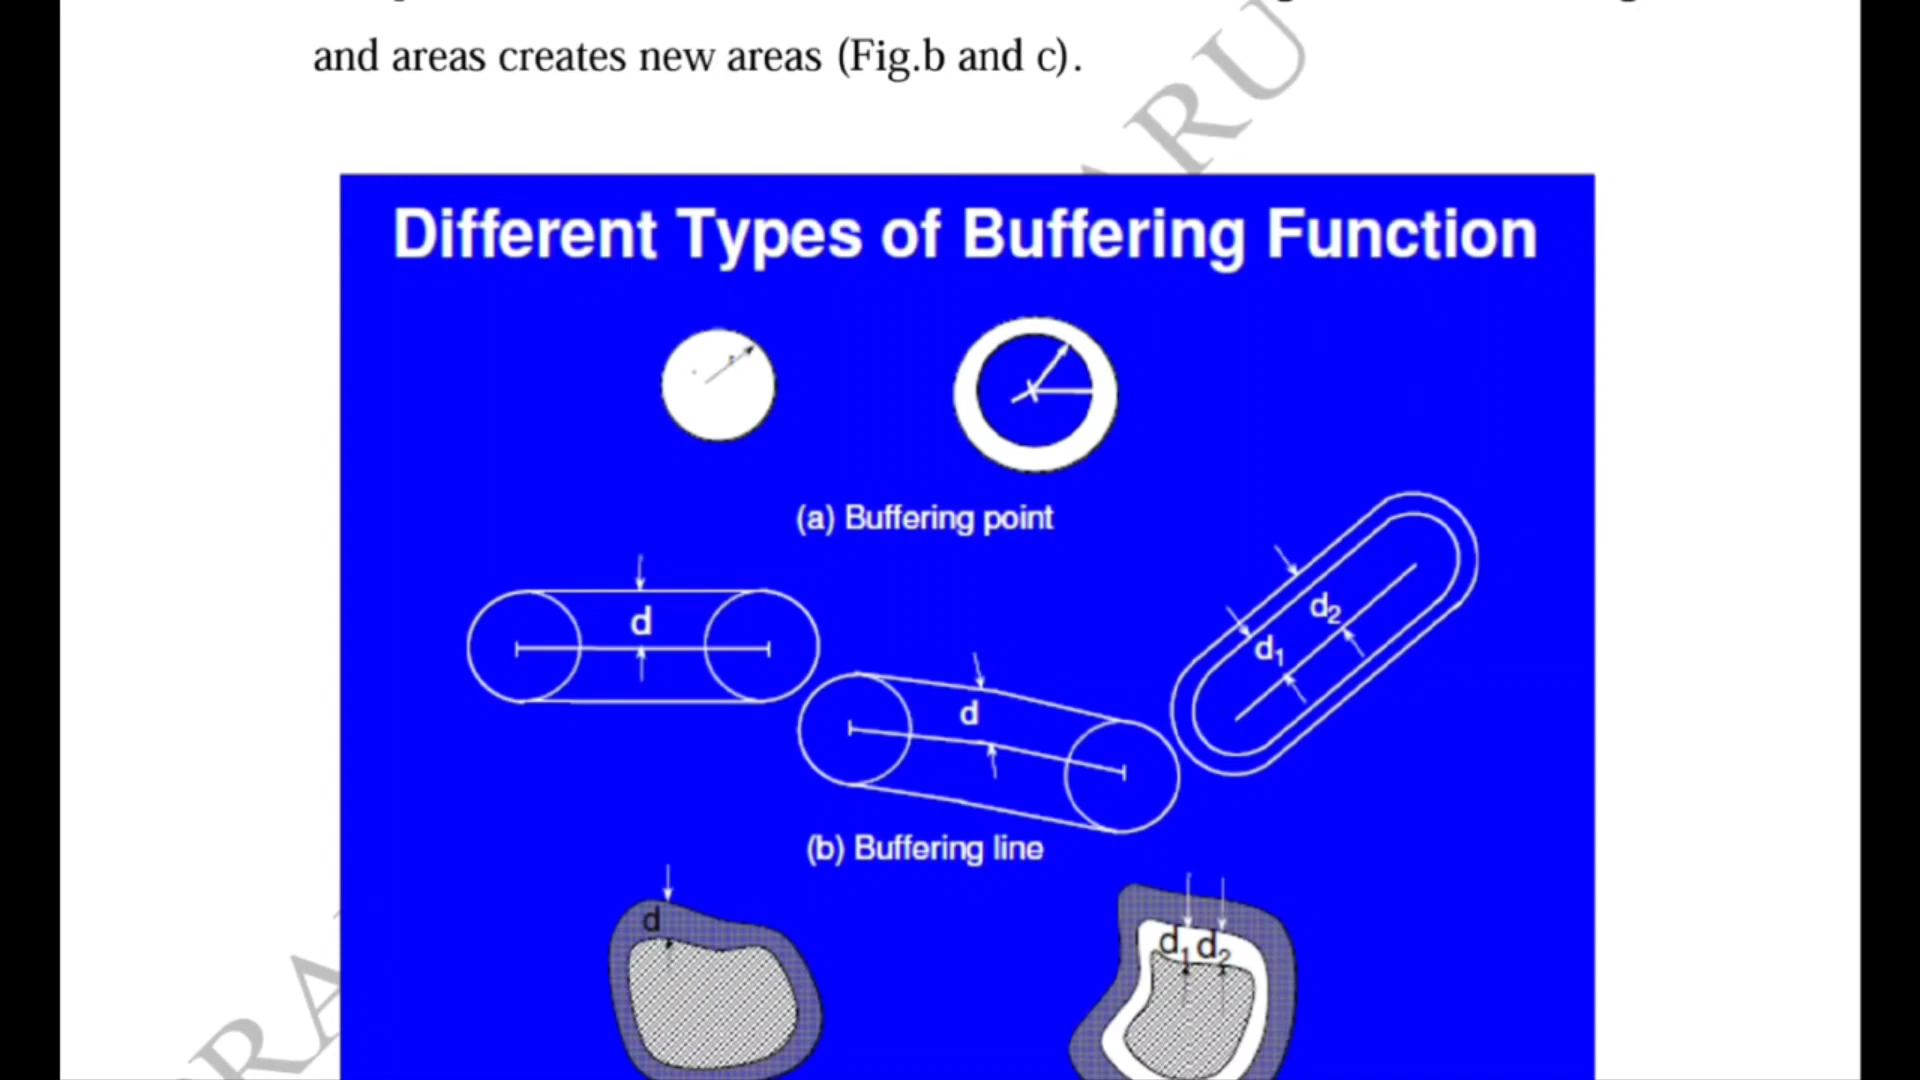 and areas creates new areas (Fig.b and c).
Different Types of Buffering Function
(a) Buffering point
d
d
d₂
d₁
(b) Buffering line
d
d₁ d₂